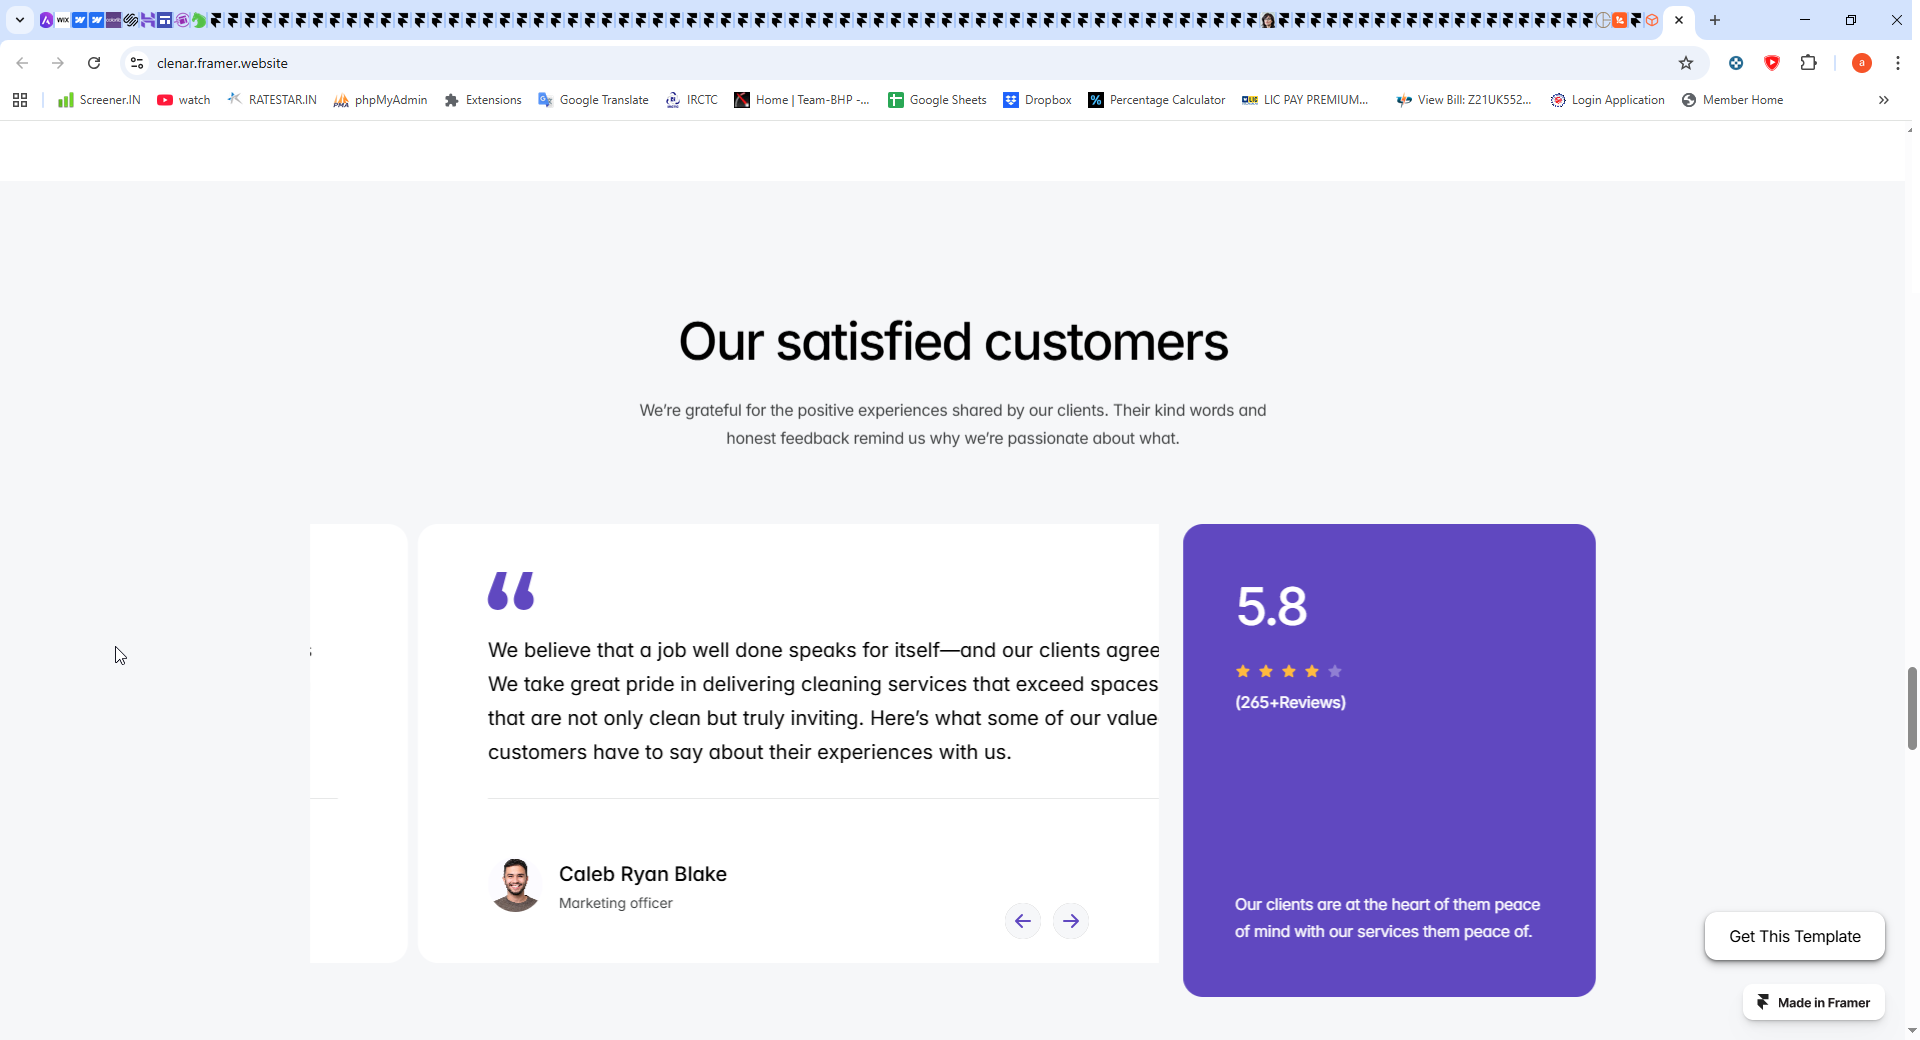 WIX
clenar.framer.website
a
Screener.IN
watch
RATESTAR.IN
phpMyAdmin
Extensions
Google Translate
IRCTC
Home | Team-BHP -...
Google Sheets
Dropbox
Percentage Calculator
LIC PAY PREMIUM...
View Bill: Z21UK552...
Login Application
Member Home
Our satisfied customers
We're grateful for the positive experiences shared by our clients. Their kind words and
honest feedback remind us why we're passionate about what.
“
We believe that a job well done speaks for itself—and our clients agree
We take great pride in delivering cleaning services that exceed spaces
that are not only clean but truly inviting. Here's what some of our value
customers have to say about their experiences with us.
Caleb Ryan Blake
Marketing officer
5.8
(265+Reviews)
Our clients are at the heart of them peace
of mind with our services them peace of.
Get This Template
Made in Framer